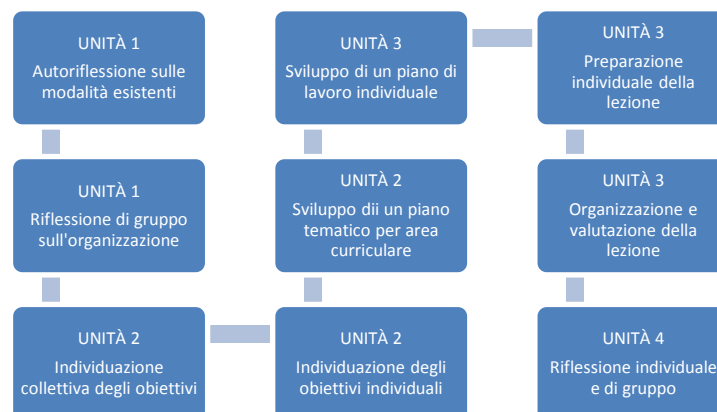 UNITÀ 1
Autoriflessione sulle
modalità esistenti
UNITÀ 1
Riflessione di gruppo
sull'organizzazione
UNITÀ 2
Individuazione
collettiva degli obiettivi
UNITÀ 2
Individuazione degli
obiettivi individuali
UNITÀ 2
Sviluppo dii un piano
tematico per area
curriculare
UNITÀ 3
Sviluppo di un piano di
lavoro individuale
UNITÀ 3
Preparazione
individuale della
lezione
UNITÀ 3
Organizzazione e
valutazione della
lezione
UNITÀ 4
Riflessione individuale
e di gruppo